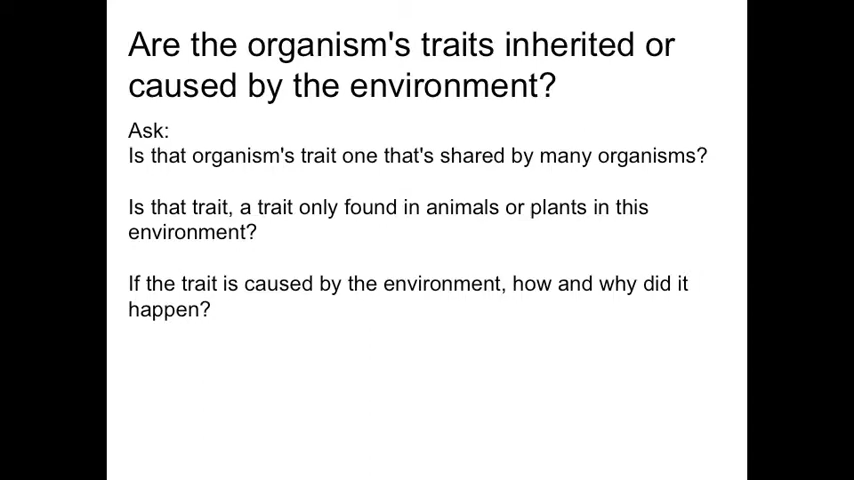 Are the organism's traits inherited or
caused by the environment?
Ask:
Is that organism's trait one that's shared by many organisms?
Is that trait, a trait only found in animals or plants in this
environment?
If the trait is caused by the environment, how and why did it
happen?